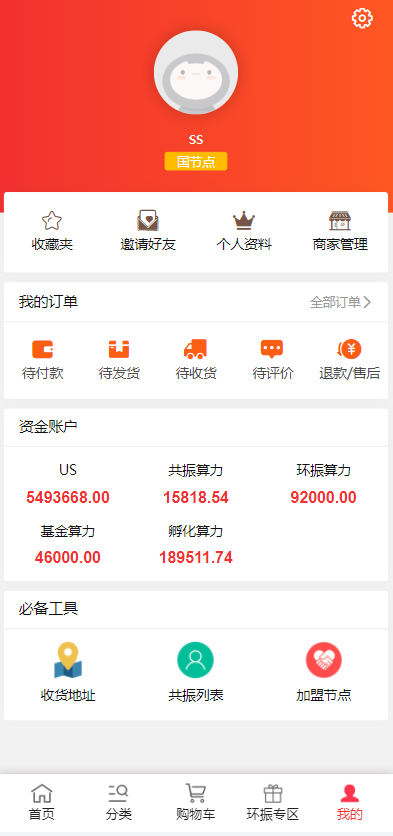 ss
国节点
收藏夹 邀请好友 个人资料 商家管理
我的订单 全部订单
待付款 待发货 待收货 待评价 退款/售后
资金账户
US 共振算力 环振算力
5493668.00 15818.54 92000.00
基金算力 孵化算力
46000.00 189511.74
必备工具
收货地址 共振列表 加盟节点
首页 分类 购物车 环振专区 我的